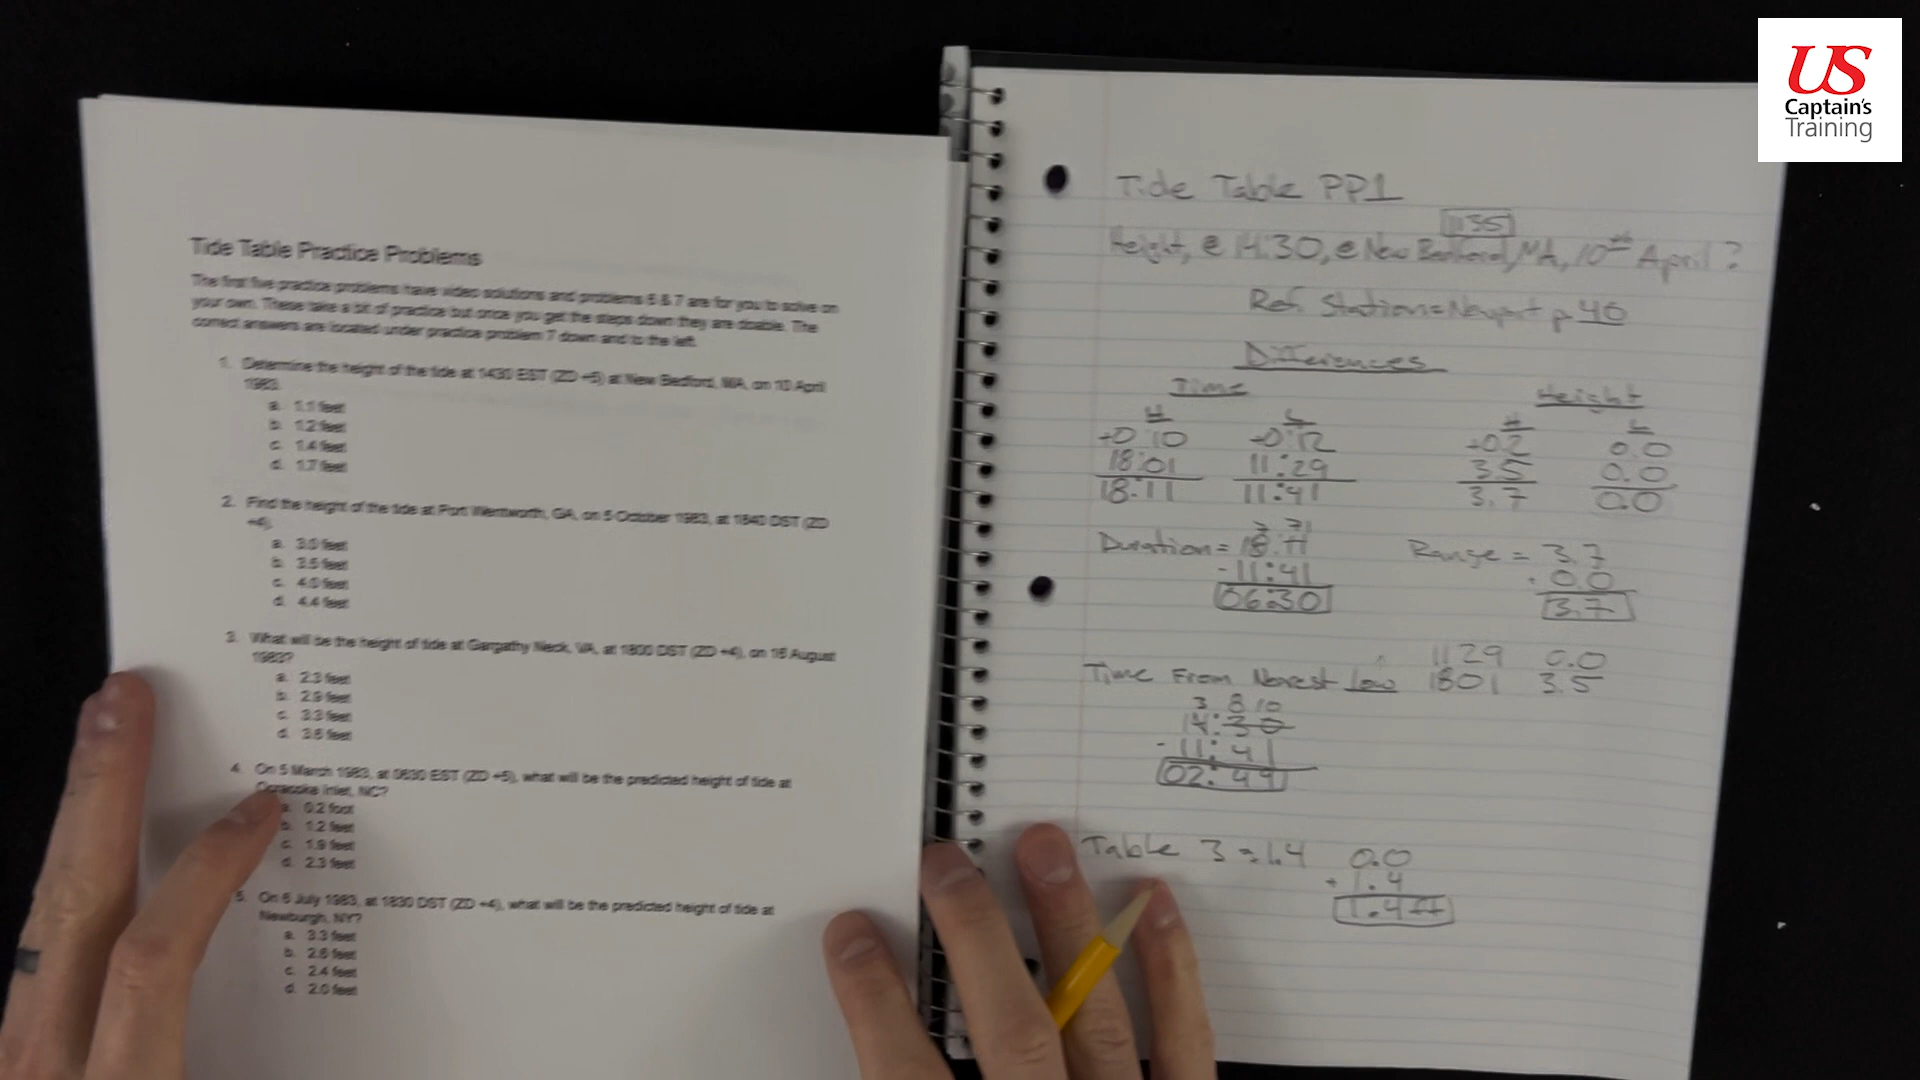 US
Captain's
Training
Tide Table Practice Problems
The first five practice problems have video solutions and problems 6 & 7 are for you to solve on
your own. These take a bit of practice but once you get the steps down they are doable. The
correct answers are located under practice problem 7 down and to the left.
1. Determine the height of the tide at 1430 EST (ZD +5) at New Bedford, MA, on 10 April
1983.
a. 1.1 feet
b. 1.2 feet
c. 1.4 feet
d. 1.7 feet
2. Find the height of the tide at Port Wentworth, GA, on 5 October 1983, at 1840 DST (ZD
+4).
a. 3.0 feet
b. 3.5 feet
c. 4.0 feet
d. 4.4 feet
3. What will be the height of tide at Gargathy Neck, VA, at 1800 DST (ZD +4), on 16 August
1983?
a. 2.3 feet
b. 2.9 feet
c. 3.3 feet
d. 3.6 feet
4. On 5 March 1983, at 0630 EST (ZD +5), what will be the predicted height of tide at
Ocracoke Inlet, NC?
a. 0.2 foot
b. 1.2 feet
c. 1.9 feet
d. 2.3 feet
5. On 6 July 1983, at 1830 DST (ZD +4), what will be the predicted height of tide at
Newburgh, NY?
a. 3.3 feet
b. 2.6 feet
c. 2.4 feet
d. 2.0 feet
Tide Table PP1
1135
Height, @ 14:30, @ New Bedford, MA, 10th April?
Ref. Station = Newport p 40
Differences
Time Height
H L H L
+0 10 +0:12 +0.2 0.0
18:01 11:29 3.5 0.0
18:11 11:41 3.7 0.0
7 71
Duration = 18:11 Range = 3.7
- 11:41 - 0.0
06:30 3.7
1129 0.0
Time From Nearest Low 1801 3.5
3 8 10
14:30
- 11:41
02:49
Table 3 = 1.4 0.0
+ 1.4
1.4 ft